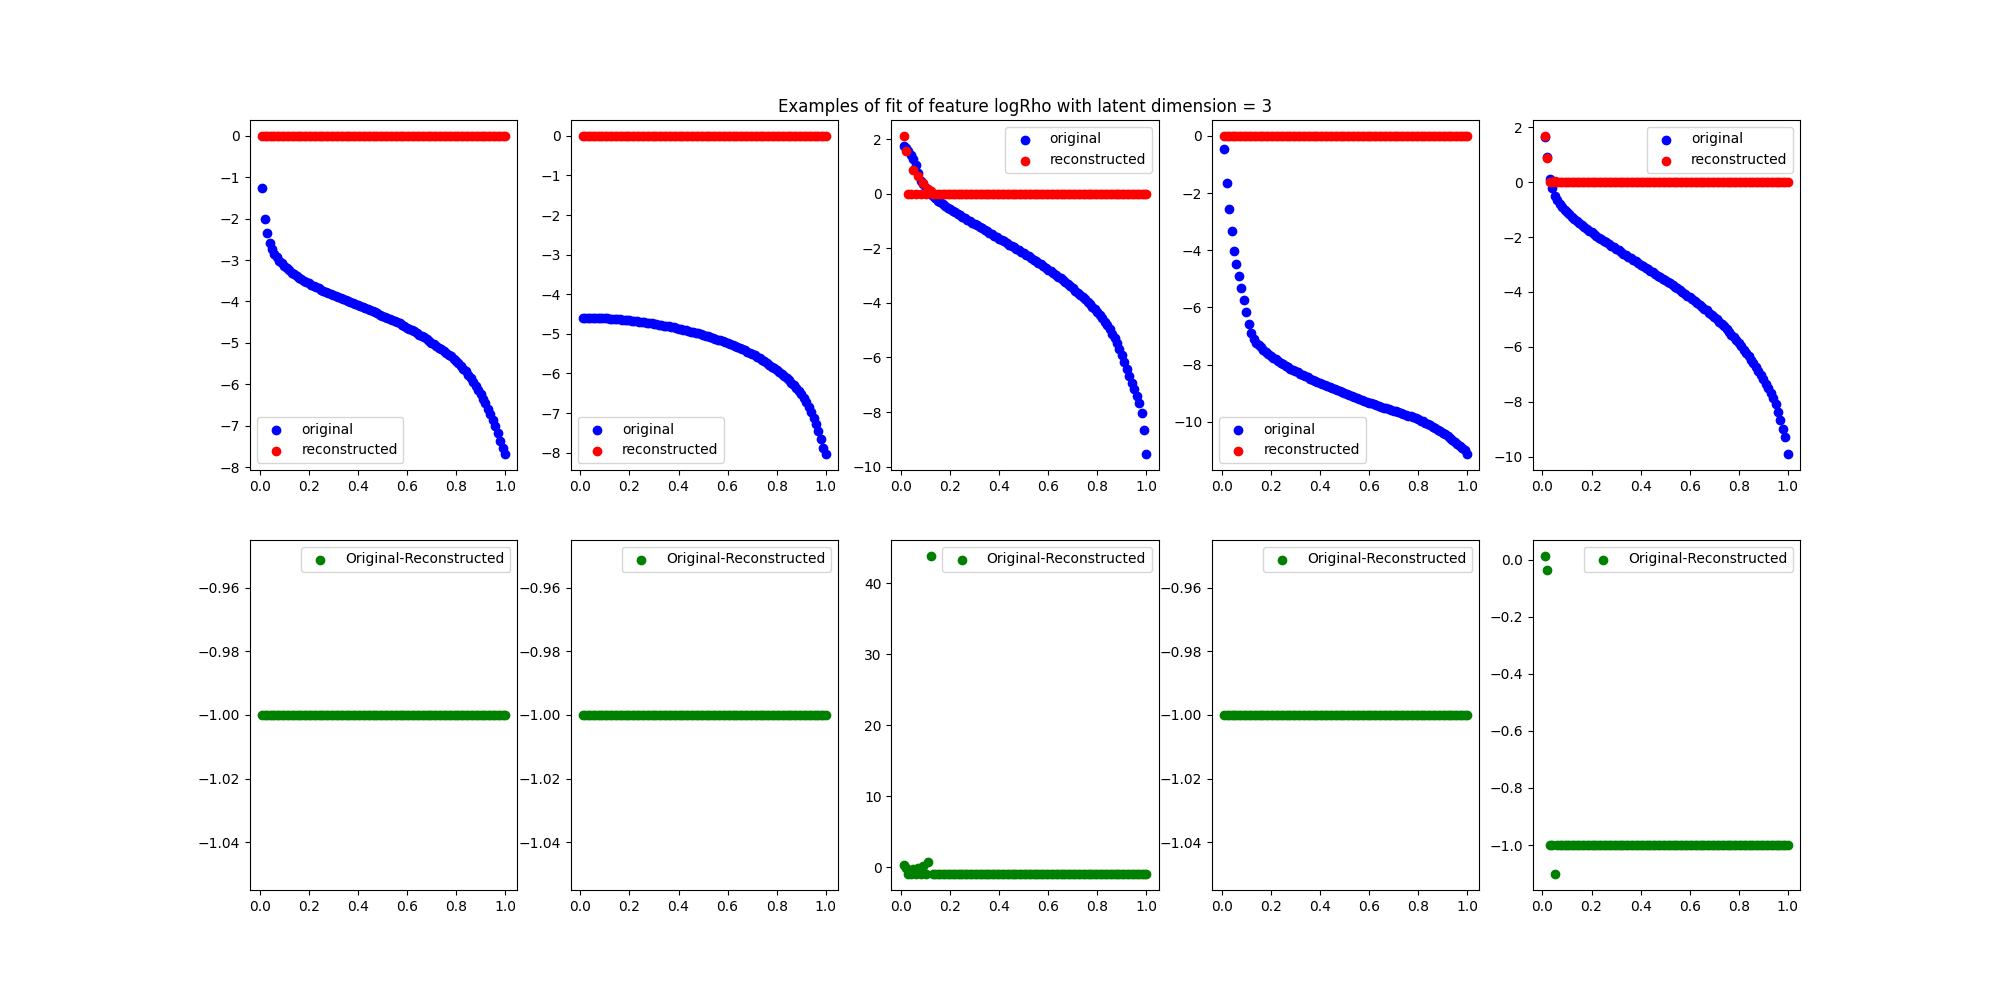 Examples of fit of feature logRho with latent dimension = 3
0
−1
−2
−3
−4
−5
−6
−7
−8
original
reconstructed
0.0 0.2 0.4 0.6 0.8 1.0
0
−1
−2
−3
−4
−5
−6
−7
−8
original
reconstructed
0.0 0.2 0.4 0.6 0.8 1.0
2
0
−2
−4
−6
−8
−10
original
reconstructed
0.0 0.2 0.4 0.6 0.8 1.0
0
−2
−4
−6
−8
−10
original
reconstructed
0.0 0.2 0.4 0.6 0.8 1.0
2
0
−2
−4
−6
−8
−10
original
reconstructed
0.0 0.2 0.4 0.6 0.8 1.0
Original-Reconstructed
−0.96
−0.98
−1.00
−1.02
−1.04
0.0 0.2 0.4 0.6 0.8 1.0
Original-Reconstructed
−0.96
−0.98
−1.00
−1.02
−1.04
0.0 0.2 0.4 0.6 0.8 1.0
Original-Reconstructed
40
30
20
10
0
0.0 0.2 0.4 0.6 0.8 1.0
Original-Reconstructed
−0.96
−0.98
−1.00
−1.02
−1.04
0.0 0.2 0.4 0.6 0.8 1.0
Original-Reconstructed
0.0
−0.2
−0.4
−0.6
−0.8
−1.0
0.0 0.2 0.4 0.6 0.8 1.0